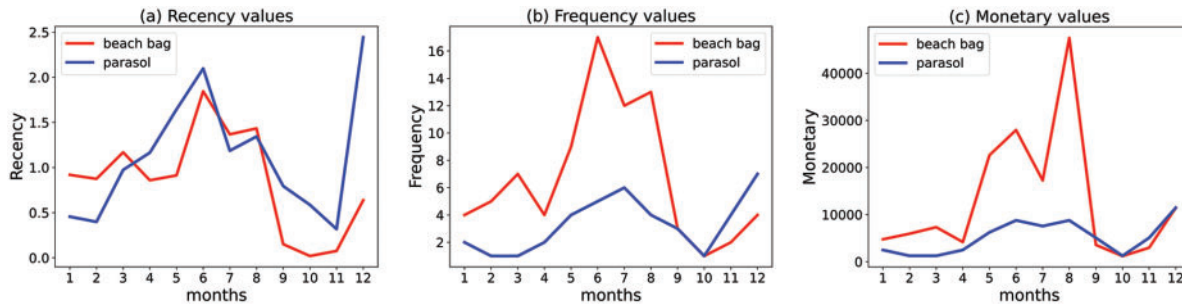 (a) Recency values
Recency
2.5
2.0
1.5
1.0
0.5
0.0
beach bag
parasol
1 2 3 4 5 6 7 8 9 10 11 12
months
(b) Frequency values
Frequency
16
14
12
10
8
6
4
2
beach bag
parasol
1 2 3 4 5 6 7 8 9 10 11 12
months
(c) Monetary values
Monetary
40000
30000
20000
10000
0
beach bag
parasol
1 2 3 4 5 6 7 8 9 10 11 12
months